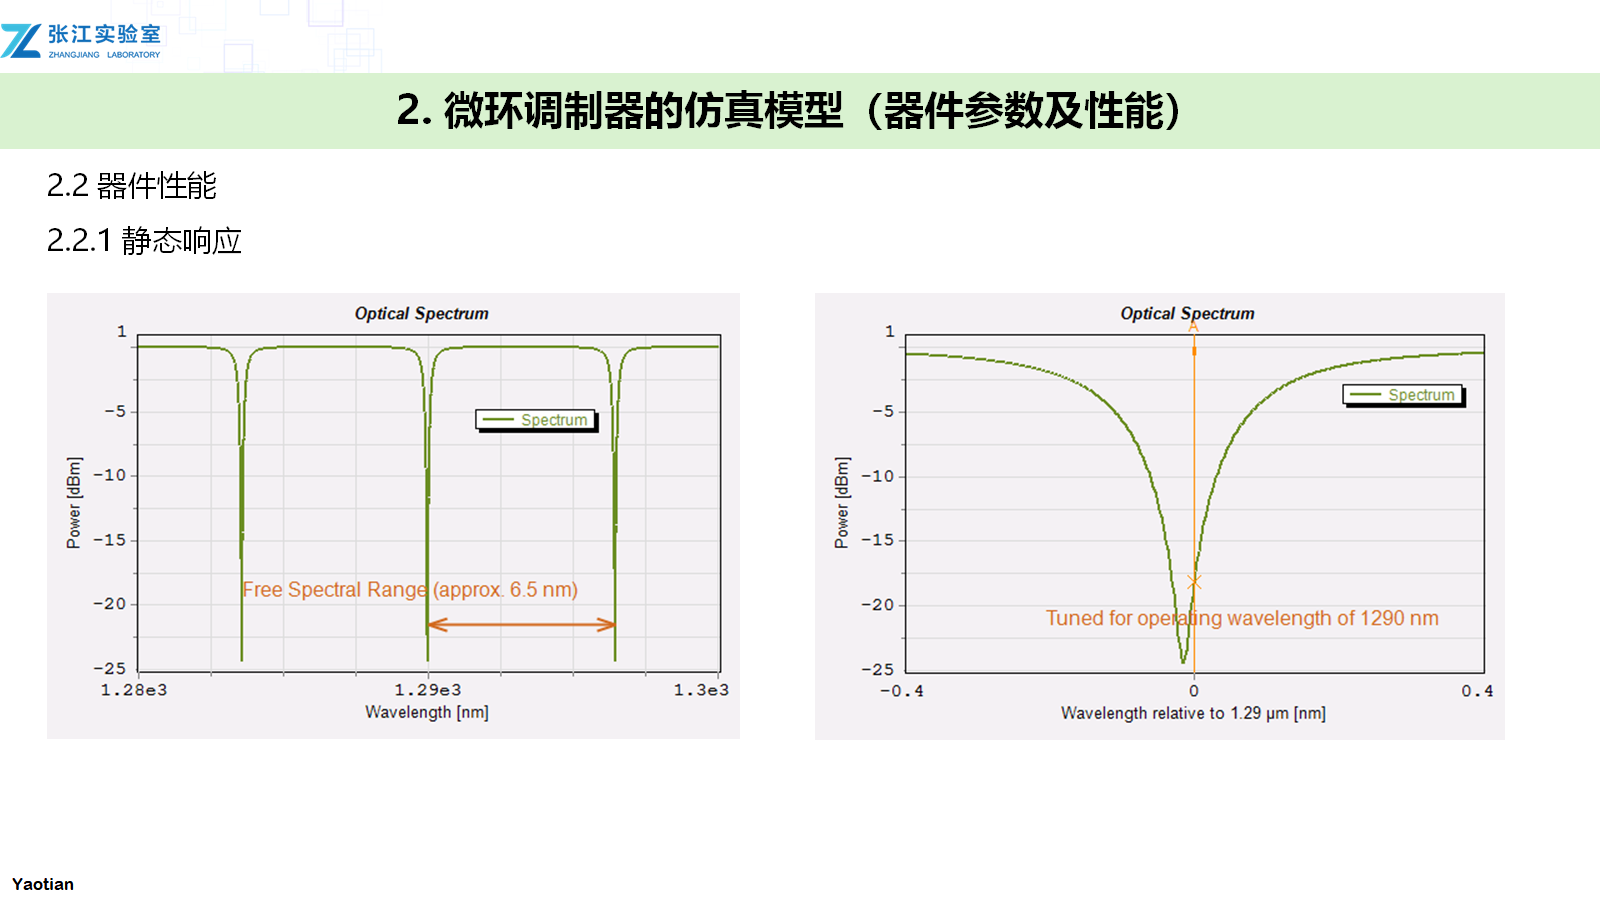 张江实验室
ZHANGJIANG LABORATORY
2. 微环调制器的仿真模型（器件参数及性能）
2.2 器件性能
2.2.1 静态响应
Optical Spectrum
1
-5
-10
-15
-20
-25
Power [dBm]
Spectrum
Free Spectral Range (approx. 6.5 nm)
1.28e3 1.29e3 1.3e3
Wavelength [nm]
Optical Spectrum
A
1
-5
-10
-15
-20
-25
Power [dBm]
Spectrum
Tuned for operating wavelength of 1290 nm
-0.4 0 0.4
Wavelength relative to 1.29 µm [nm]
Yaotian